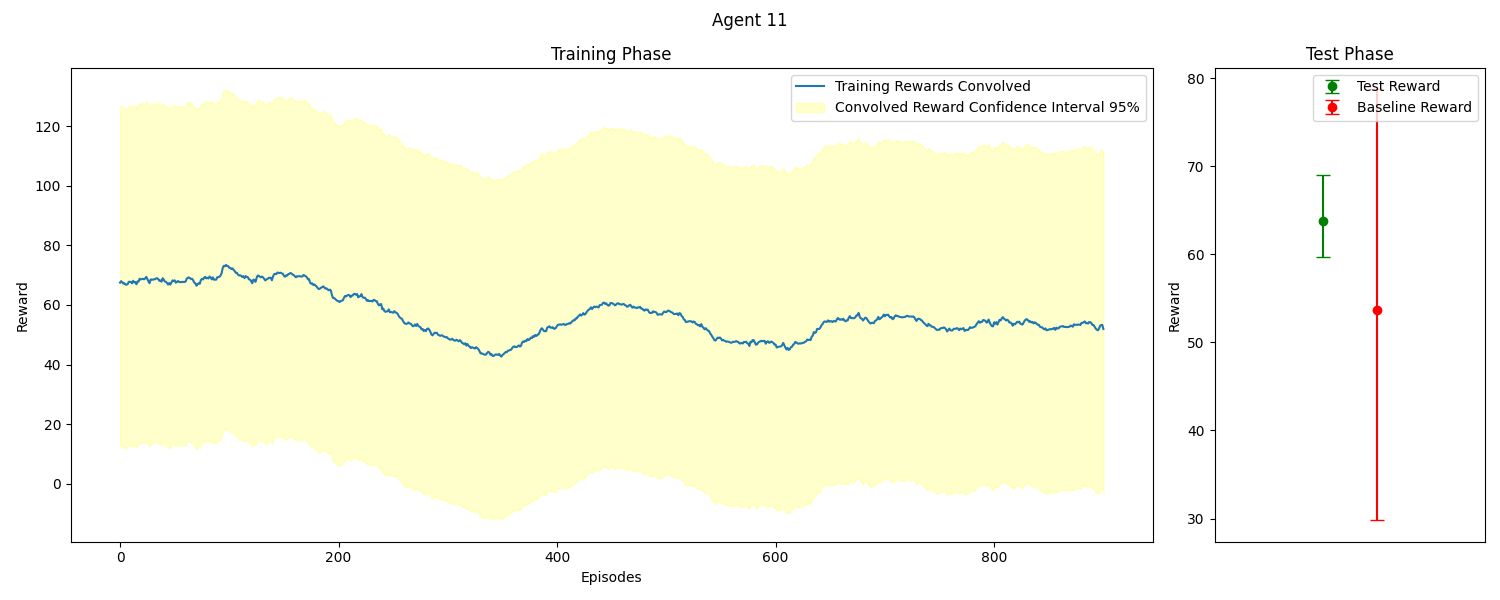 Agent 11
Training Phase
Training Rewards Convolved
Convolved Reward Confidence Interval 95%
120
100
80
60
40
20
0
Reward
0 200 400 600 800
Episodes
Test Phase
Test Reward
Baseline Reward
80
70
60
50
40
30
Reward